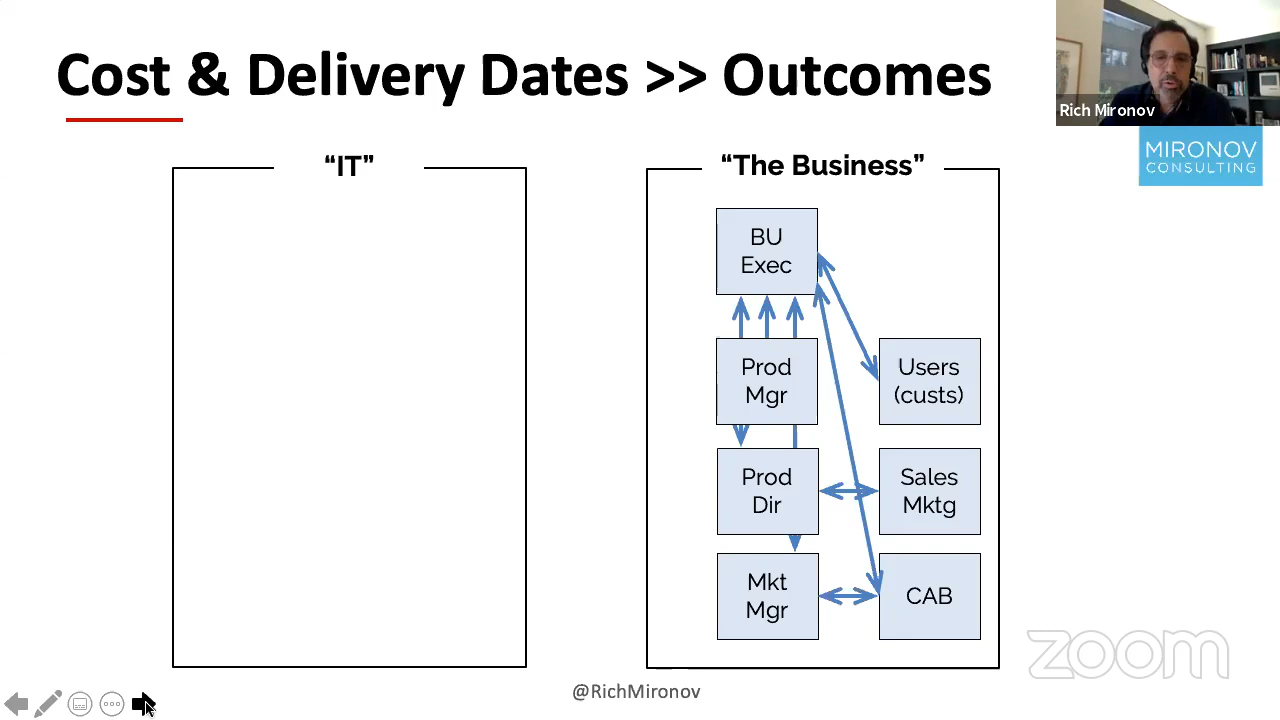 Cost & Delivery Dates >> Outcomes
Rich Mironov
MIRONOV
CONSULTING
“IT”
“The Business”
BU
Exec
Prod
Mgr
Users
(custs)
Prod
Dir
Sales
Mktg
Mkt
Mgr
CAB
zoom
@RichMironov